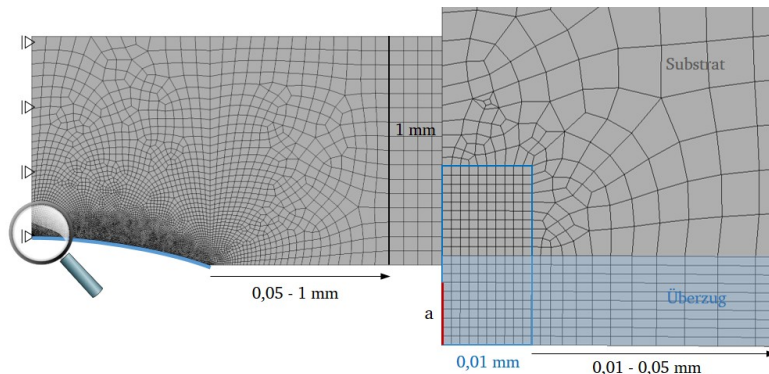 Substrat
1 mm
Überzug
0,05 - 1 mm
a
0,01 mm
0,01 - 0,05 mm